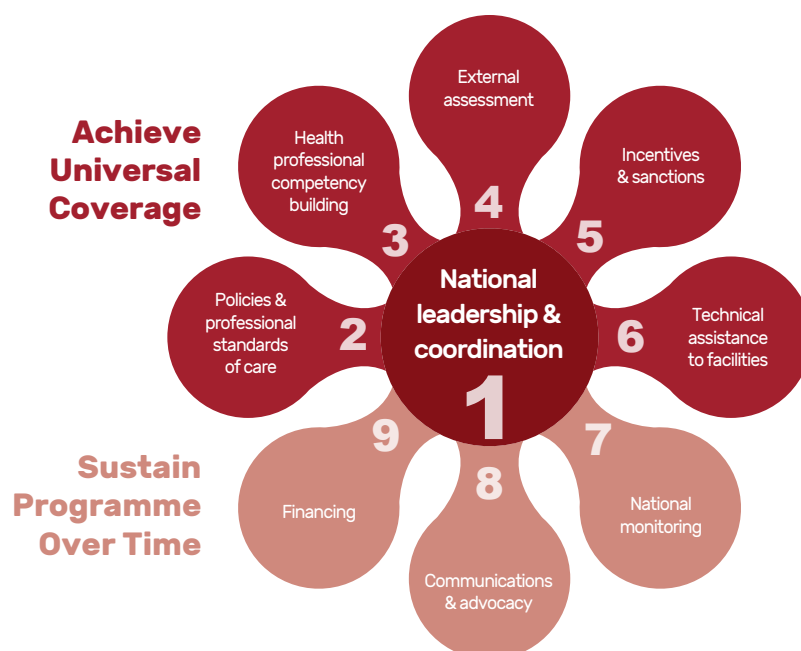 Achieve
Universal
Coverage
National
leadership &
coordination
1
Policies &
professional
standards
of care
2
Health
professional
competency
building
3
External
assessment
4
Incentives
& sanctions
5
Technical
assistance
to facilities
6
Sustain
Programme
Over Time
National
monitoring
7
Communications
& advocacy
8
Financing
9